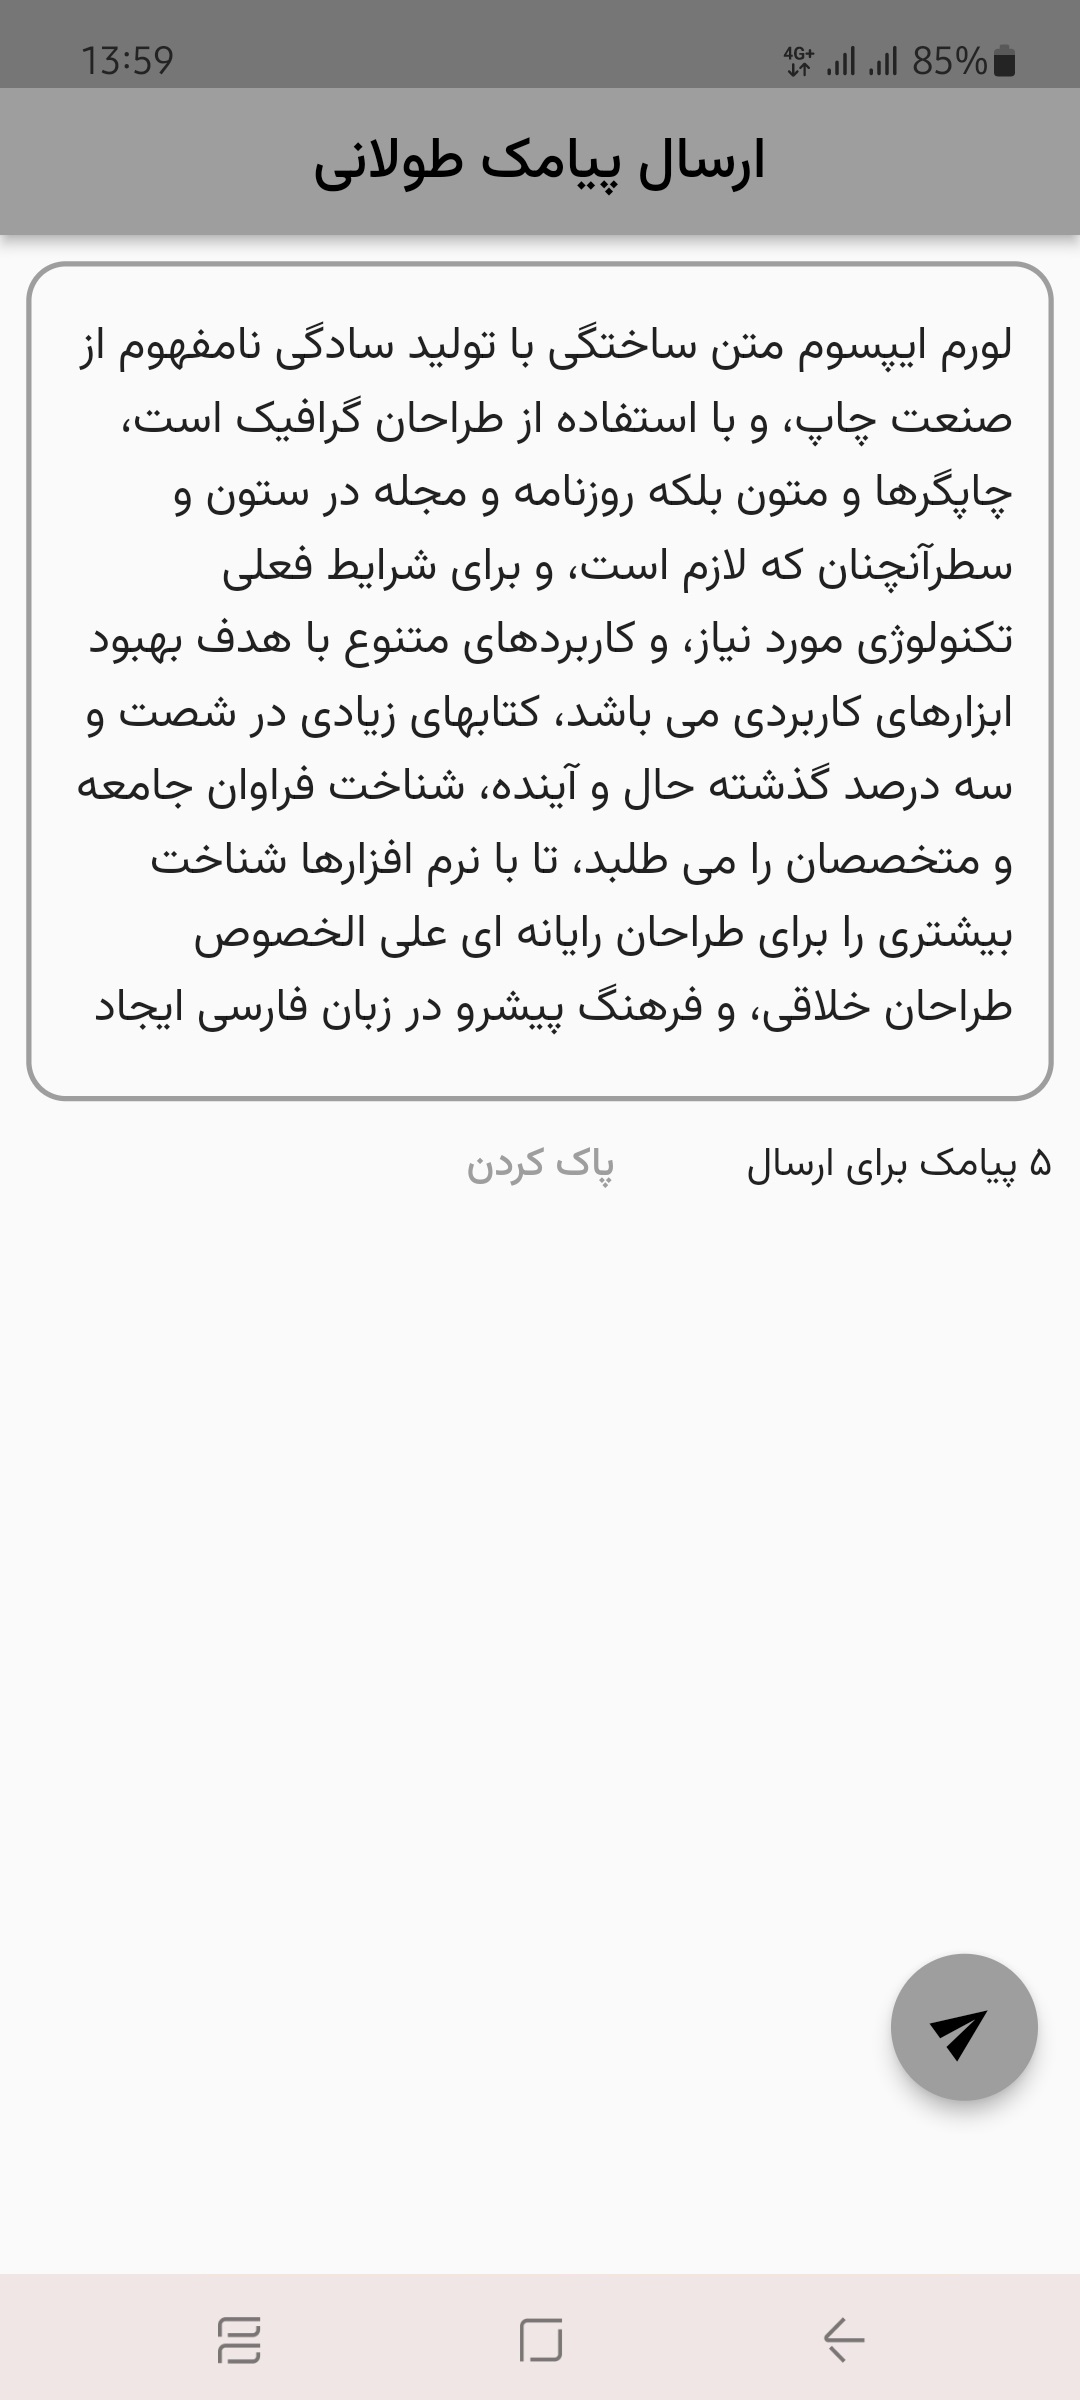 13:59
4G+ 85%
ارسال پیامک طولانی
لورم ایپسوم متن ساختگی با تولید سادگی نامفهوم از
صنعت چاپ، و با استفاده از طراحان گرافیک است،
چاپگرها و متون بلکه روزنامه و مجله در ستون و
سطرآنچنان که لازم است، و برای شرایط فعلی
تکنولوژی مورد نیاز، و کاربردهای متنوع با هدف بهبود
ابزارهای کاربردی می باشد، کتابهای زیادی در شصت و
سه درصد گذشته حال و آینده، شناخت فراوان جامعه
و متخصصان را می طلبد، تا با نرم افزارها شناخت
بیشتری را برای طراحان رایانه ای علی الخصوص
طراحان خلاقی، و فرهنگ پیشرو در زبان فارسی ایجاد
۵ پیامک برای ارسال
پاک کردن